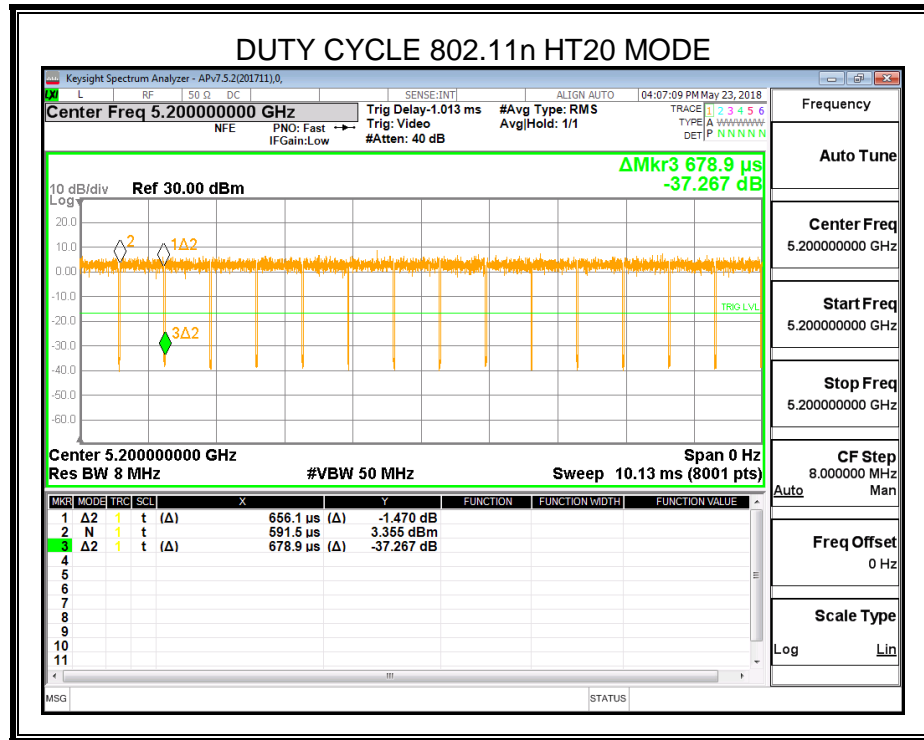 DUTY CYCLE 802.11n HT20 MODE
Keysight Spectrum Analyzer - APv7.5.2(201711),0,
LXI L RF 50 Ω DC SENSE:INT ALIGN AUTO 04:07:09 PM May 23, 2018
Center Freq 5.200000000 GHz
NFE
PNO: Fast
IFGain:Low
Trig Delay-1.013 ms
Trig: Video
#Atten: 40 dB
#Avg Type: RMS
Avg|Hold: 1/1
TRACE 1 2 3 4 5 6
TYPE A WWWWW
DET P N N N N N
ΔMkr3 678.9 µs
-37.267 dB
10 dB/div Ref 30.00 dBm
Log
20.0
10.0
0.00
-10.0
-20.0
-30.0
-40.0
-50.0
-60.0
2
1Δ2
3Δ2
TRIG LVL
Center 5.200000000 GHz Span 0 Hz
Res BW 8 MHz #VBW 50 MHz Sweep 10.13 ms (8001 pts)
MKR MODE TRC SCL X Y FUNCTION FUNCTION WIDTH FUNCTION VALUE
1 Δ2 1 t (Δ) 656.1 µs (Δ) -1.470 dB
2 N 1 t 591.5 µs 3.355 dBm
3 Δ2 1 t (Δ) 678.9 µs (Δ) -37.267 dB
4
5
6
7
8
9
10
11
MSG STATUS
Frequency
Auto Tune
Center Freq
5.200000000 GHz
Start Freq
5.200000000 GHz
Stop Freq
5.200000000 GHz
CF Step
8.000000 MHz
Auto Man
Freq Offset
0 Hz
Scale Type
Log Lin